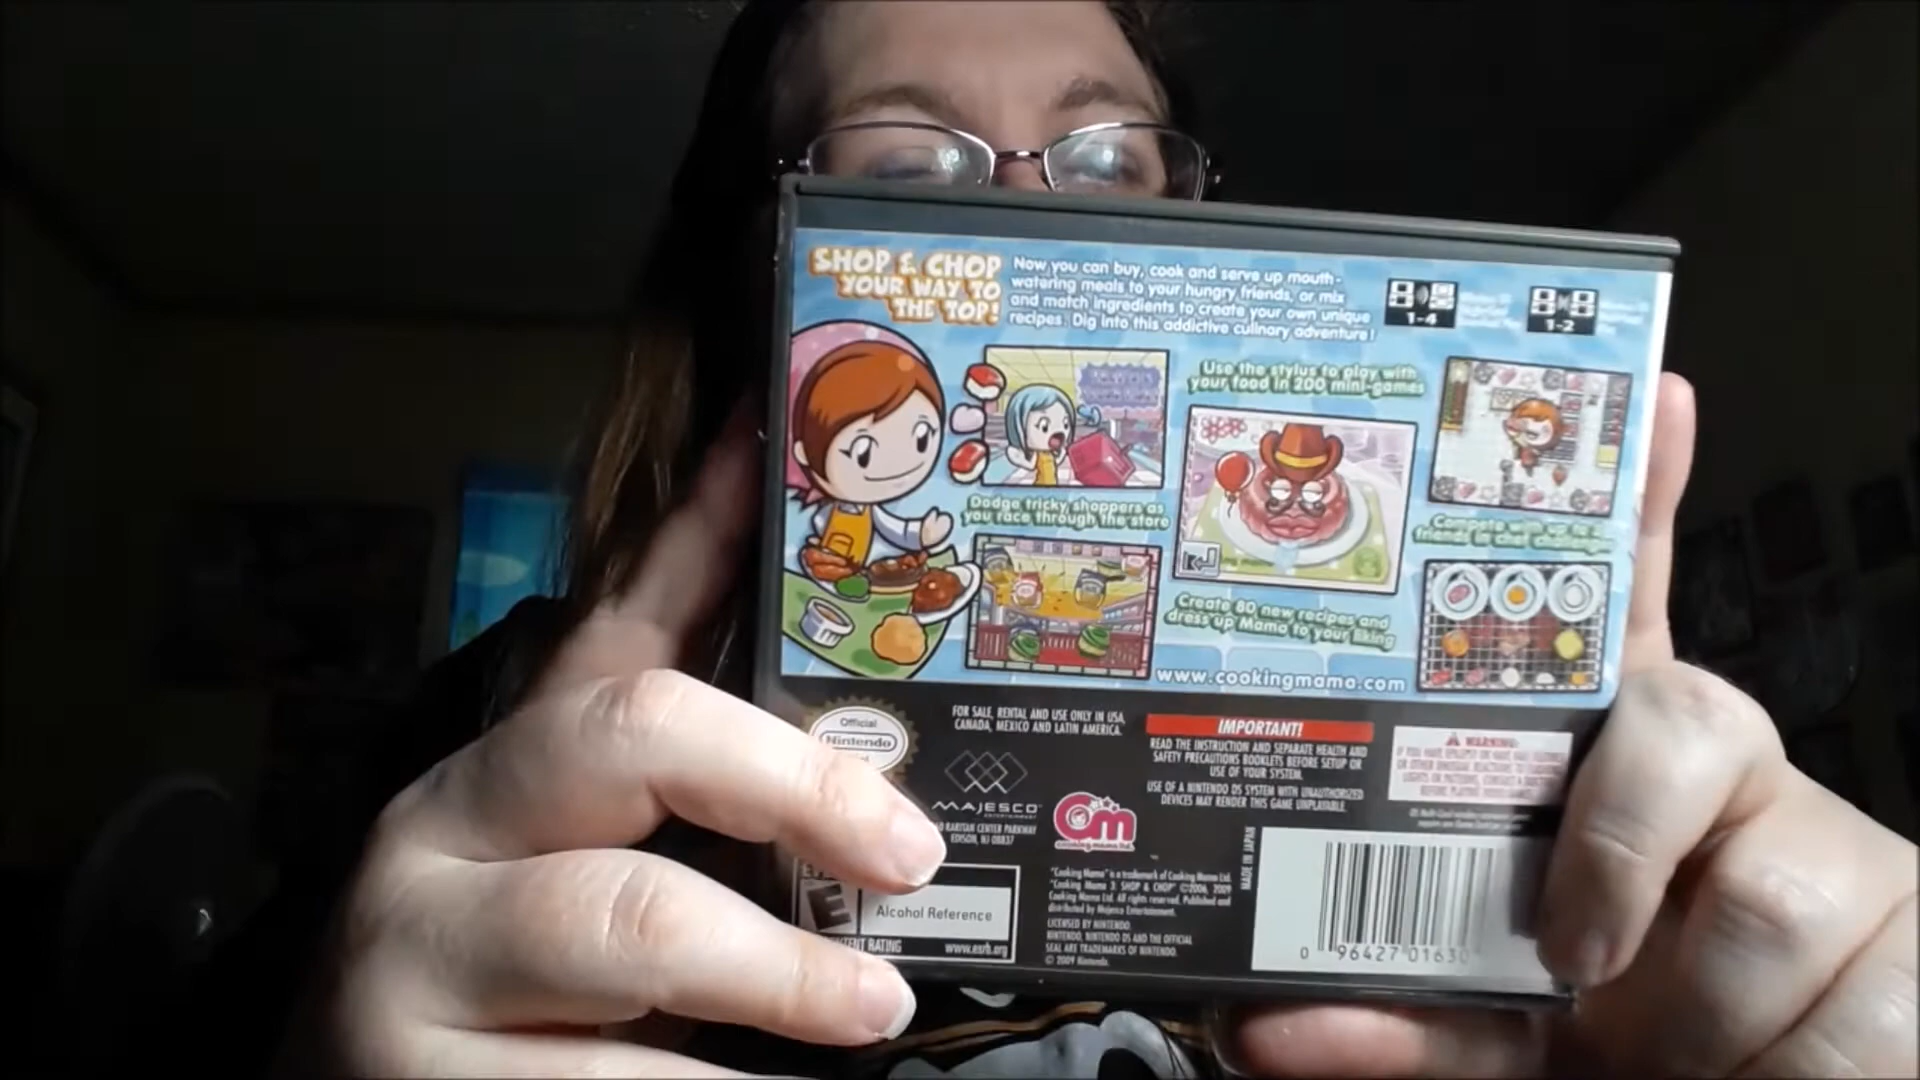 SHOP & CHOP
YOUR WAY TO
THE TOP!
Now you can buy, cook and serve up mouth-
watering meals to your hungry friends, or mix
and match ingredients to create your own unique
recipes. Dig into this addictive culinary adventure!
1-4
1-2
Use the stylus to play with
your food in 200 mini-games
Dodge tricky shoppers as
you race through the store
Compete with up to
friends in chef challenges
Create 80 new recipes and
dress up Mama to your liking
www.cookingmama.com
Official
Nintendo
FOR SALE, RENTAL AND USE ONLY IN USA,
CANADA, MEXICO AND LATIN AMERICA.
MAJESCO
ENTERTAINMENT
RARITAN CENTER PARKWAY
EDISON, NJ 08837
cm
cooking mama ltd.
IMPORTANT!
READ THE INSTRUCTION AND SEPARATE HEALTH AND
SAFETY PRECAUTIONS BOOKLETS BEFORE SETUP OR
USE OF YOUR SYSTEM.
USE OF A NINTENDO DS SYSTEM WITH UNAUTHORIZED
DEVICES MAY RENDER THIS GAME UNPLAYABLE.
WARNING:
E
Alcohol Reference
CONTENT RATING
www.esrb.org
"Cooking Mama" is a trademark of Cooking Mama Ltd.
"Cooking Mama 3: SHOP & CHOP" ©2006, 2009
Cooking Mama Ltd. All rights reserved. Published and
distributed by Majesco Entertainment.
LICENSED BY NINTENDO.
NINTENDO, NINTENDO DS AND THE OFFICIAL
SEAL ARE TRADEMARKS OF NINTENDO.
© 2009 Nintendo.
MADE IN JAPAN
0 96427 01630